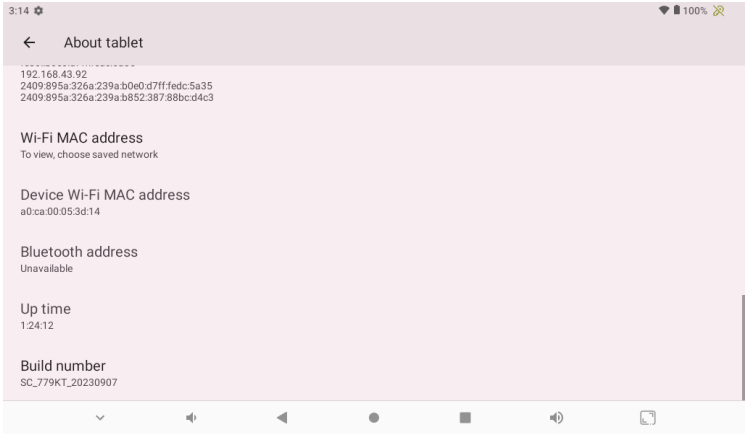 3:14
100%
About tablet
192.168.43.92
2409:895a:326a:239a:b0e0:d7ff:fedc:5a35
2409:895a:326a:239a:b852:387:88bc:d4c3
Wi-Fi MAC address
To view, choose saved network
Device Wi-Fi MAC address
a0:ca:00:05:3d:14
Bluetooth address
Unavailable
Up time
1:24:12
Build number
SC_779KT_20230907